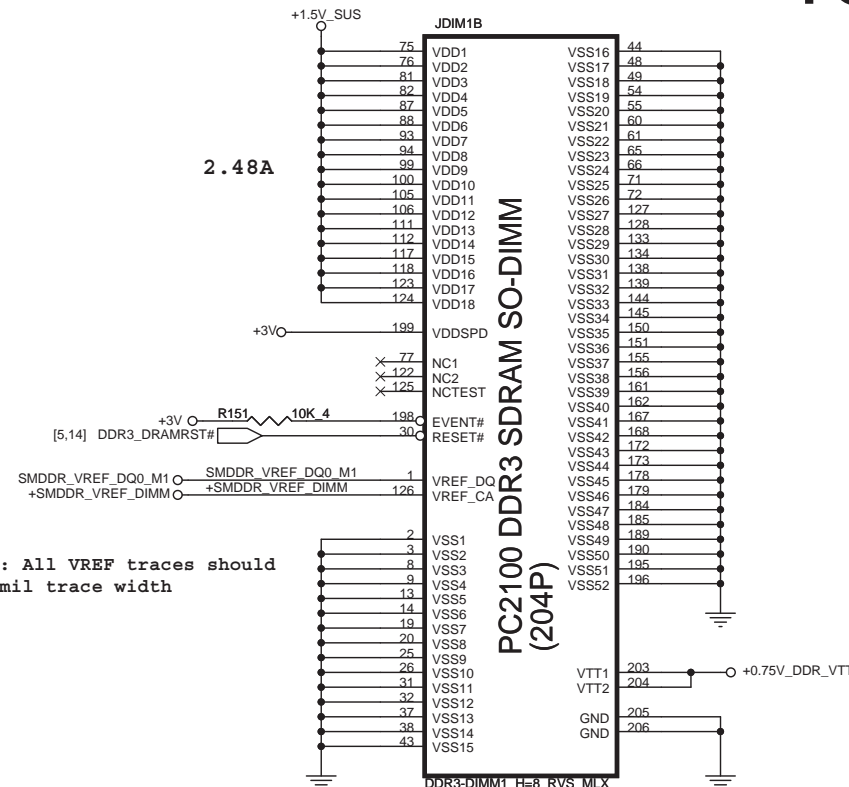 +1.5V_SUS
JDIM1B
2.48A
75 VDD1
76 VDD2
81 VDD3
82 VDD4
87 VDD5
88 VDD6
93 VDD7
94 VDD8
99 VDD9
100 VDD10
105 VDD11
106 VDD12
111 VDD13
112 VDD14
117 VDD15
118 VDD16
123 VDD17
124 VDD18
+3V 199 VDDSPD
77 NC1
122 NC2
125 NCTEST
+3V R151 10K_4 198 EVENT#
[5,14] DDR3_DRAMRST# 30 RESET#
SMDDR_VREF_DQ0_M1 SMDDR_VREF_DQ0_M1 1 VREF_DQ
+SMDDR_VREF_DIMM +SMDDR_VREF_DIMM 126 VREF_CA
: All VREF traces should
mil trace width
2 VSS1
3 VSS2
8 VSS3
9 VSS4
13 VSS5
14 VSS6
19 VSS7
20 VSS8
25 VSS9
26 VSS10
31 VSS11
32 VSS12
37 VSS13
38 VSS14
43 VSS15
PC2100 DDR3 SDRAM SO-DIMM
(204P)
VSS16 44
VSS17 48
VSS18 49
VSS19 54
VSS20 55
VSS21 60
VSS22 61
VSS23 65
VSS24 66
VSS25 71
VSS26 72
VSS27 127
VSS28 128
VSS29 133
VSS30 134
VSS31 138
VSS32 139
VSS33 144
VSS34 145
VSS35 150
VSS36 151
VSS37 155
VSS38 156
VSS39 161
VSS40 162
VSS41 167
VSS42 168
VSS43 172
VSS44 173
VSS45 178
VSS46 179
VSS47 184
VSS48 185
VSS49 189
VSS50 190
VSS51 195
VSS52 196
VTT1 203 +0.75V_DDR_VTT
VTT2 204
GND 205
GND 206
DDR3-DIMM1_H=8_RVS_MLX